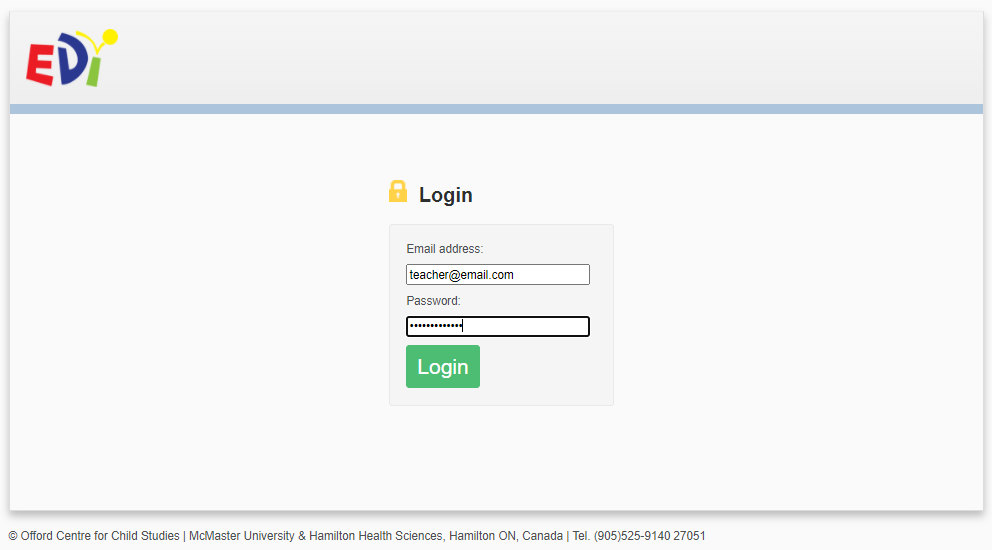 EDI
Login
Email address:
teacher@email.com
Password:
•••••••••••••
Login
© Offord Centre for Child Studies | McMaster University & Hamilton Health Sciences, Hamilton ON, Canada | Tel. (905)525-9140 27051